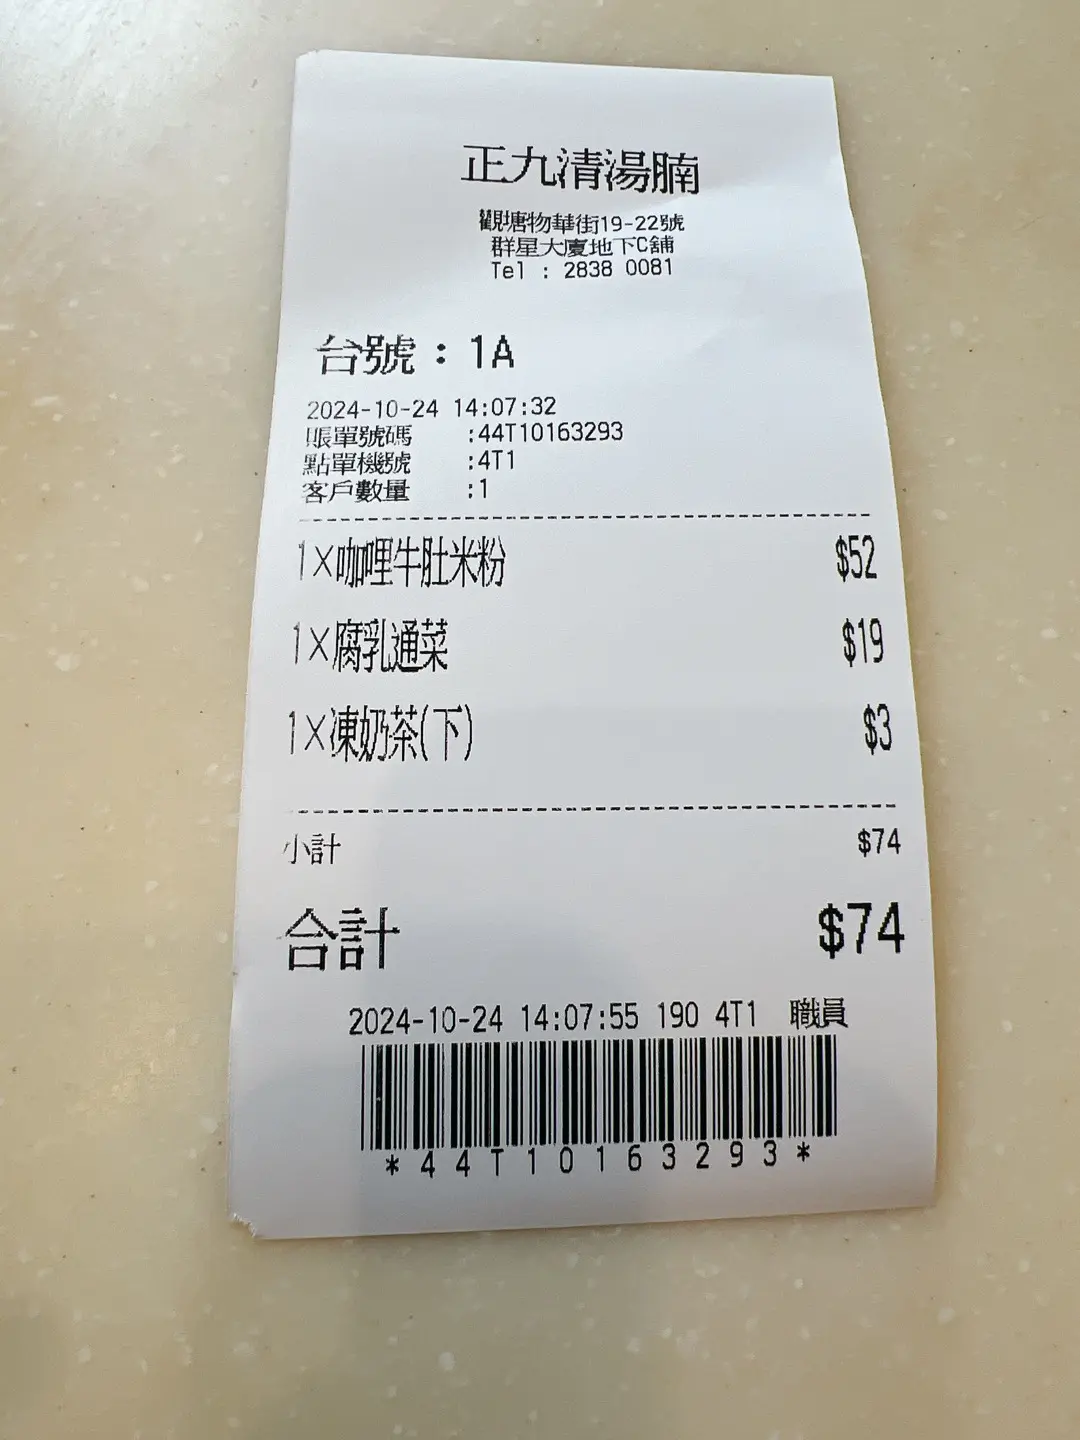 正九清湯腩
觀塘物華街19-22號
群星大廈地下C舖
Tel : 2838 0081
台號：1A
2024-10-24 14:07:32
賬單號碼 :44T10163293
點單機號 :4T1
客戶數量 :1
1×咖哩牛肚米粉 $52
1×腐乳通菜 $19
1×凍奶茶(下) $3
小計 $74
合計 $74
2024-10-24 14:07:55 190 4T1 職員
*44T10163293*